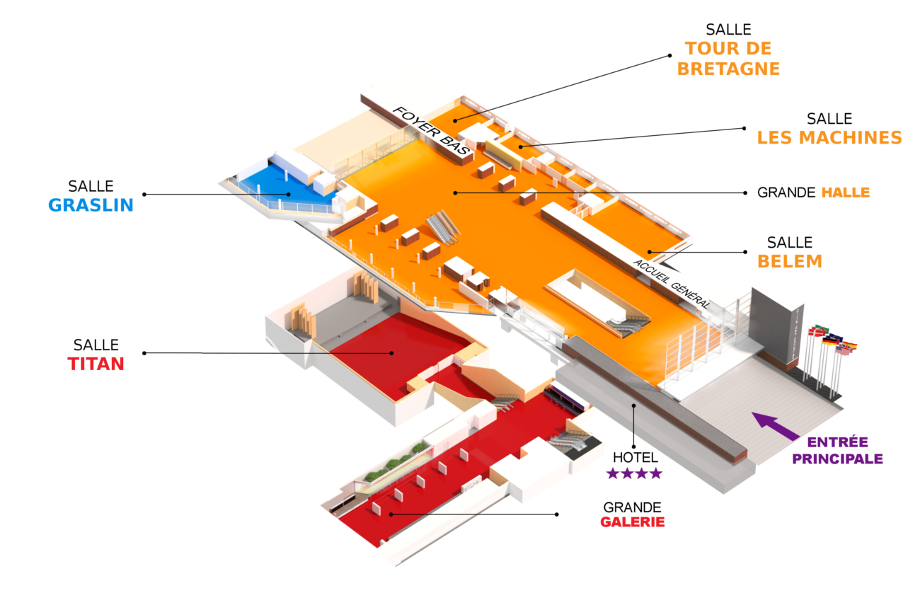 SALLE
TOUR DE
BRETAGNE
FOYER BAS
SALLE
LES MACHINES
SALLE
GRASLIN
GRANDE HALLE
SALLE
BELEM
ACCUEIL GÉNÉRAL
SALLE
TITAN
ENTRÉE
PRINCIPALE
HOTEL
★★★★
GRANDE
GALERIE